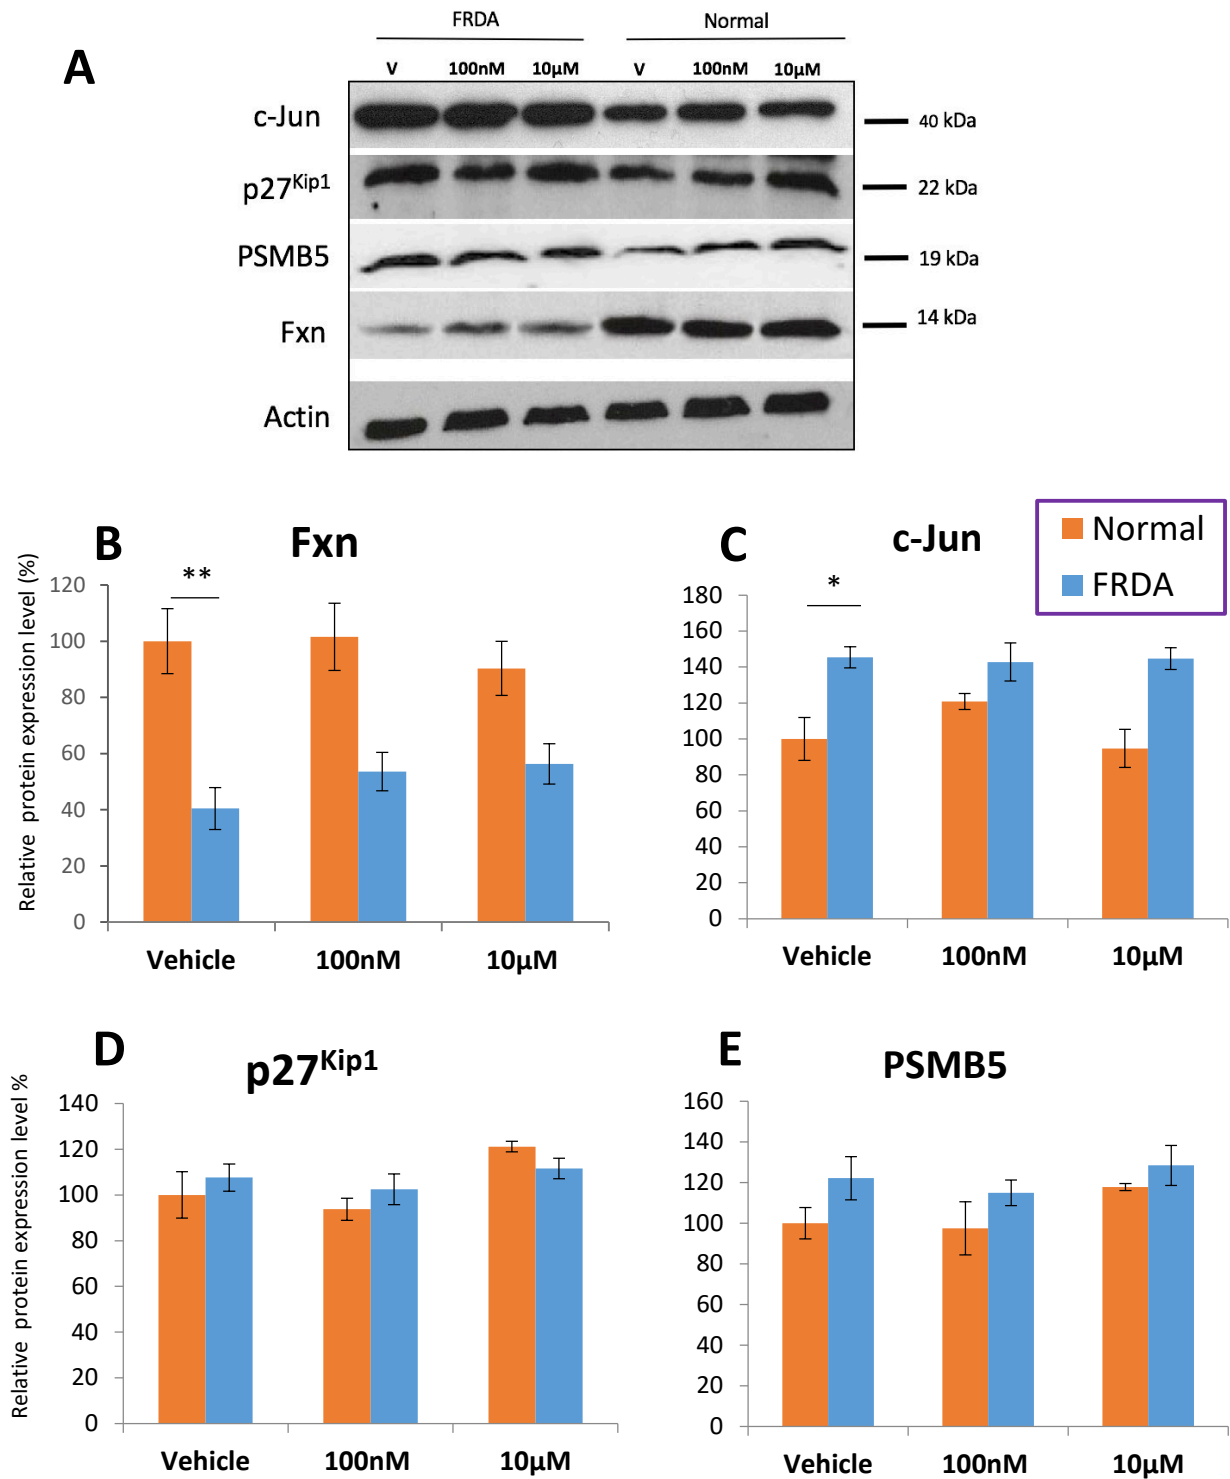 FRDA Normal
A
V 100nM 10µM V 100nM 10µM
c-Jun 40 kDa
p27Kip1 22 kDa
PSMB5 19 kDa
Fxn 14 kDa
Actin
B Fxn
Relative protein expression level (%)
**
120
100
80
60
40
20
0
Vehicle 100nM 10µM
C c-Jun
Normal
FRDA
*
180
160
140
120
100
80
60
40
20
0
Vehicle 100nM 10µM
D p27Kip1
Relative protein expression level %
140
120
100
80
60
40
20
0
Vehicle 100nM 10µM
E PSMB5
160
140
120
100
80
60
40
20
0
Vehicle 100nM 10µM